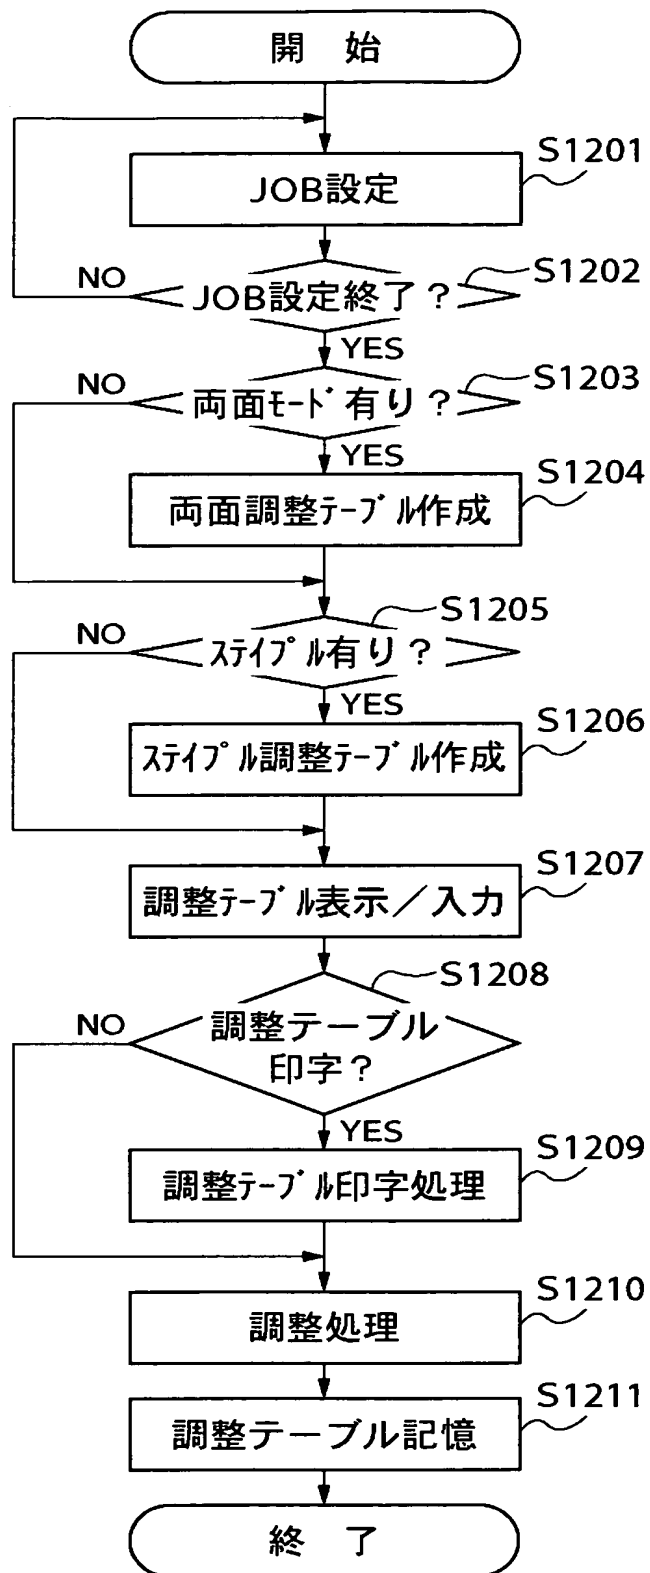 開 始
S1201
JOB設定
S1202
NO
JOB設定終了？
YES
S1203
NO
両面ﾓｰﾄﾞ有り？
YES
S1204
両面調整ﾃｰﾌﾞﾙ作成
S1205
NO
ｽﾃｲﾌﾟﾙ有り？
YES
S1206
ｽﾃｲﾌﾟﾙ調整ﾃｰﾌﾞﾙ作成
S1207
調整ﾃｰﾌﾞﾙ表示／入力
S1208
NO
調整テーブル
印字？
YES
S1209
調整ﾃｰﾌﾞﾙ印字処理
S1210
調整処理
S1211
調整テーブル記憶
終 了